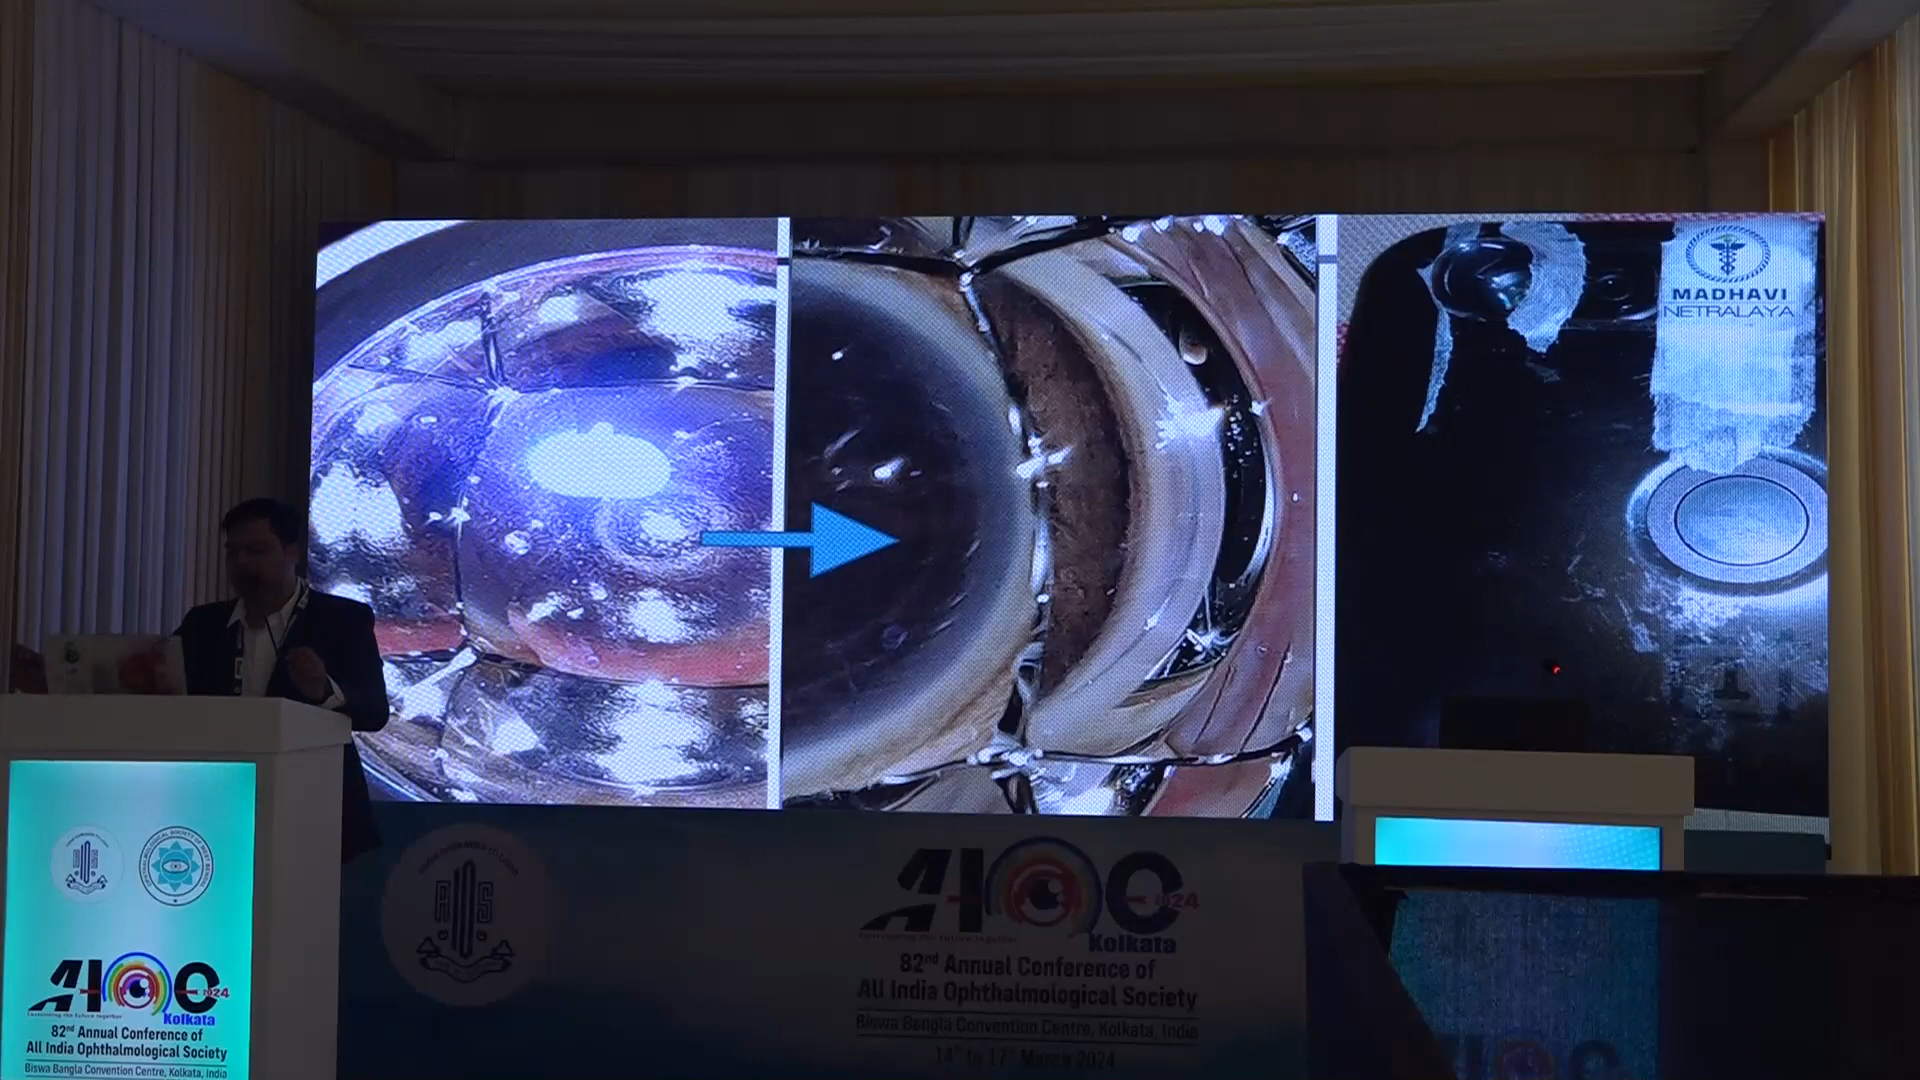 MADHAVI
NETRALAYA
AIOC
2024
Kolkata
82nd Annual Conference of
All India Ophthalmological Society
Biswa Bangla Convention Centre, Kolkata, India
14th to 17th March 2024
AIOC
2024
Kolkata
82nd Annual Conference of
All India Ophthalmological Society
Biswa Bangla Convention Centre, Kolkata, India